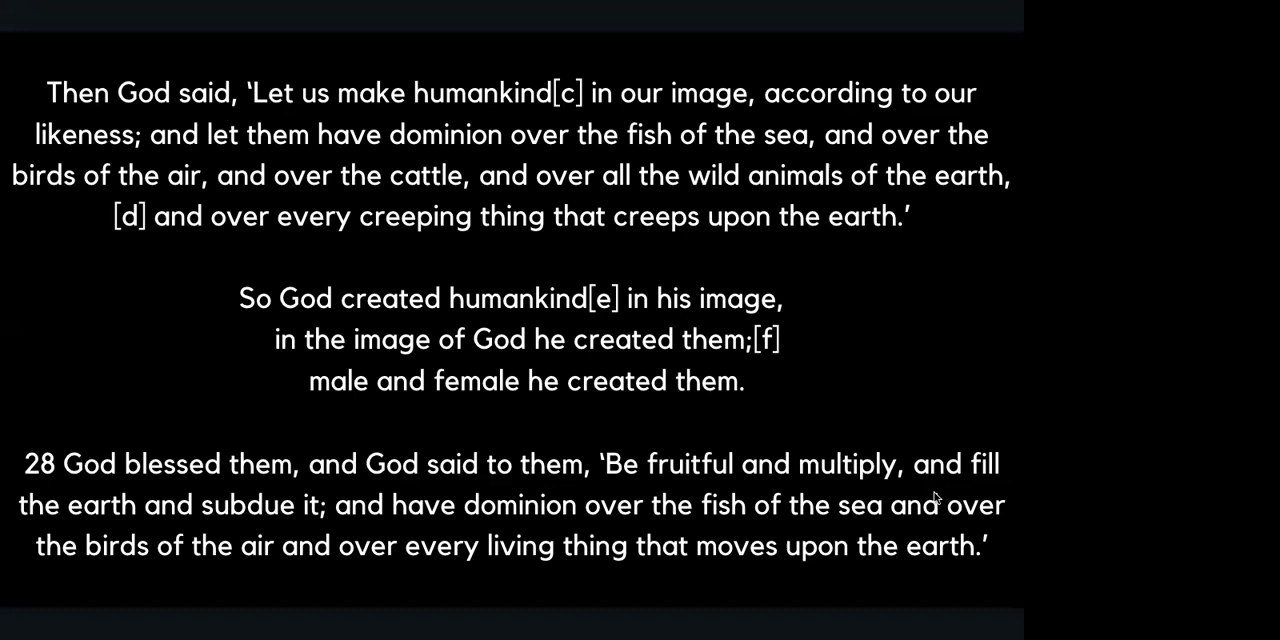 Then God said, ‘Let us make humankind[c] in our image, according to our
likeness; and let them have dominion over the fish of the sea, and over the
birds of the air, and over the cattle, and over all the wild animals of the earth,
[d] and over every creeping thing that creeps upon the earth.’
So God created humankind[e] in his image,
in the image of God he created them;[f]
male and female he created them.
28 God blessed them, and God said to them, ‘Be fruitful and multiply, and fill
the earth and subdue it; and have dominion over the fish of the sea and over
the birds of the air and over every living thing that moves upon the earth.’